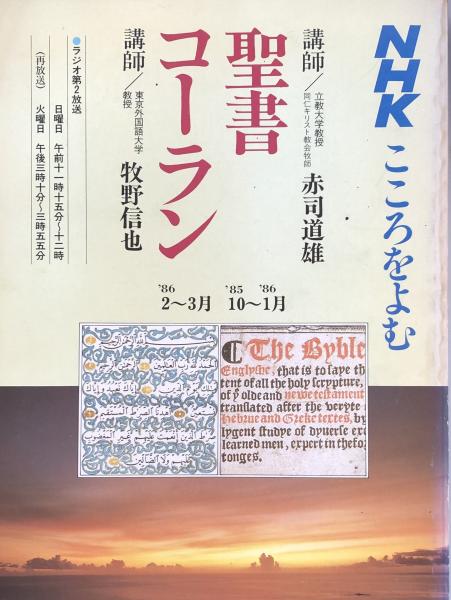 NHK こころをよむ
講師／立教大学教授
同仁キリスト教会牧師
赤司道雄
聖書
コーラン
講師／東京外国語大学
教授
牧野信也
●ラジオ第2放送
日曜日 午前十一時十五分〜十二時
(再放送) 火曜日 午後三時十分〜三時五五分
'85 '86
10〜1月
'86
2〜3月
The Byble
Englyshe, that is to saye th
tent of all the holy scrypture,
of yͤ olde and newe testament
translated after the veryte
Hebrue and Greke textes, by
lygent studye of dyuerse exc
learned men, expert in the fo
tonges.